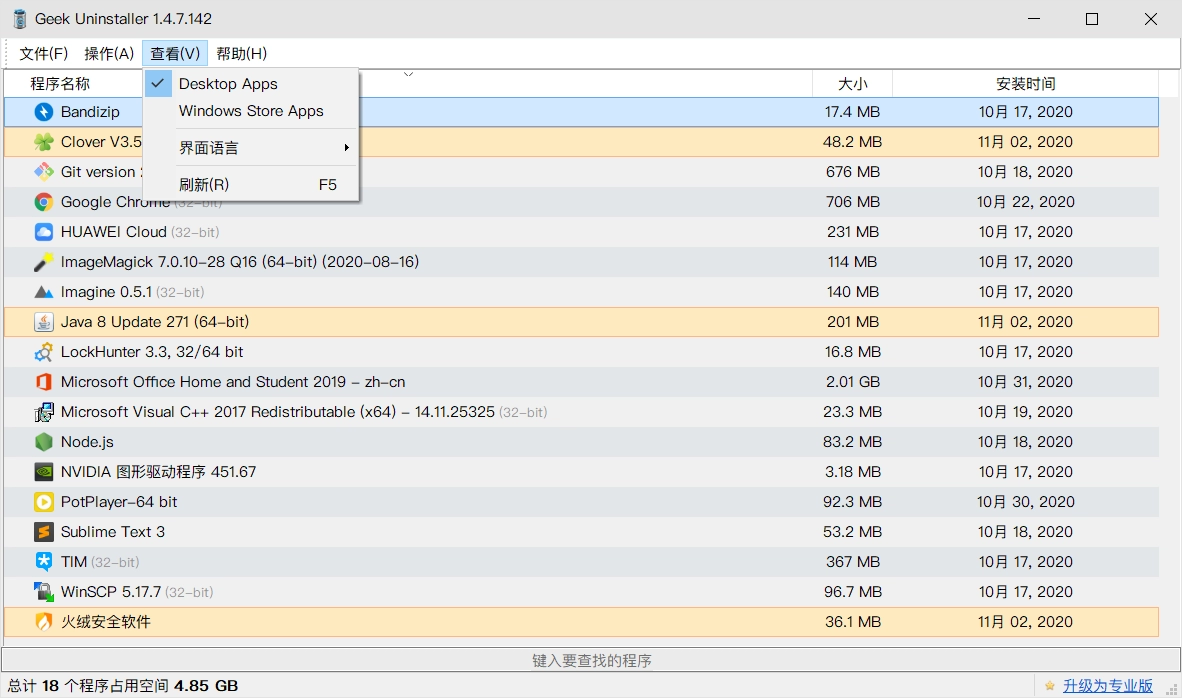 Geek Uninstaller 1.4.7.142
文件(F) 操作(A) 查看(V) 帮助(H)
程序名称 大小 安装时间
Desktop Apps
Windows Store Apps
界面语言
刷新(R) F5
Bandizip 17.4 MB 10月 17, 2020
Clover V3.5 48.2 MB 11月 02, 2020
Git version 676 MB 10月 18, 2020
Google Chrome (32-bit) 706 MB 10月 22, 2020
HUAWEI Cloud (32-bit) 231 MB 10月 17, 2020
ImageMagick 7.0.10-28 Q16 (64-bit) (2020-08-16) 114 MB 10月 17, 2020
Imagine 0.5.1 (32-bit) 140 MB 10月 17, 2020
Java 8 Update 271 (64-bit) 201 MB 11月 02, 2020
LockHunter 3.3, 32/64 bit 16.8 MB 10月 17, 2020
Microsoft Office Home and Student 2019 - zh-cn 2.01 GB 10月 31, 2020
Microsoft Visual C++ 2017 Redistributable (x64) - 14.11.25325 (32-bit) 23.3 MB 10月 19, 2020
Node.js 83.2 MB 10月 18, 2020
NVIDIA 图形驱动程序 451.67 3.18 MB 10月 17, 2020
PotPlayer-64 bit 92.3 MB 10月 30, 2020
Sublime Text 3 53.2 MB 10月 18, 2020
TIM (32-bit) 367 MB 10月 17, 2020
WinSCP 5.17.7 (32-bit) 96.7 MB 10月 17, 2020
火绒安全软件 36.1 MB 11月 02, 2020
键入要查找的程序
总计 18 个程序占用空间 4.85 GB 升级为专业版